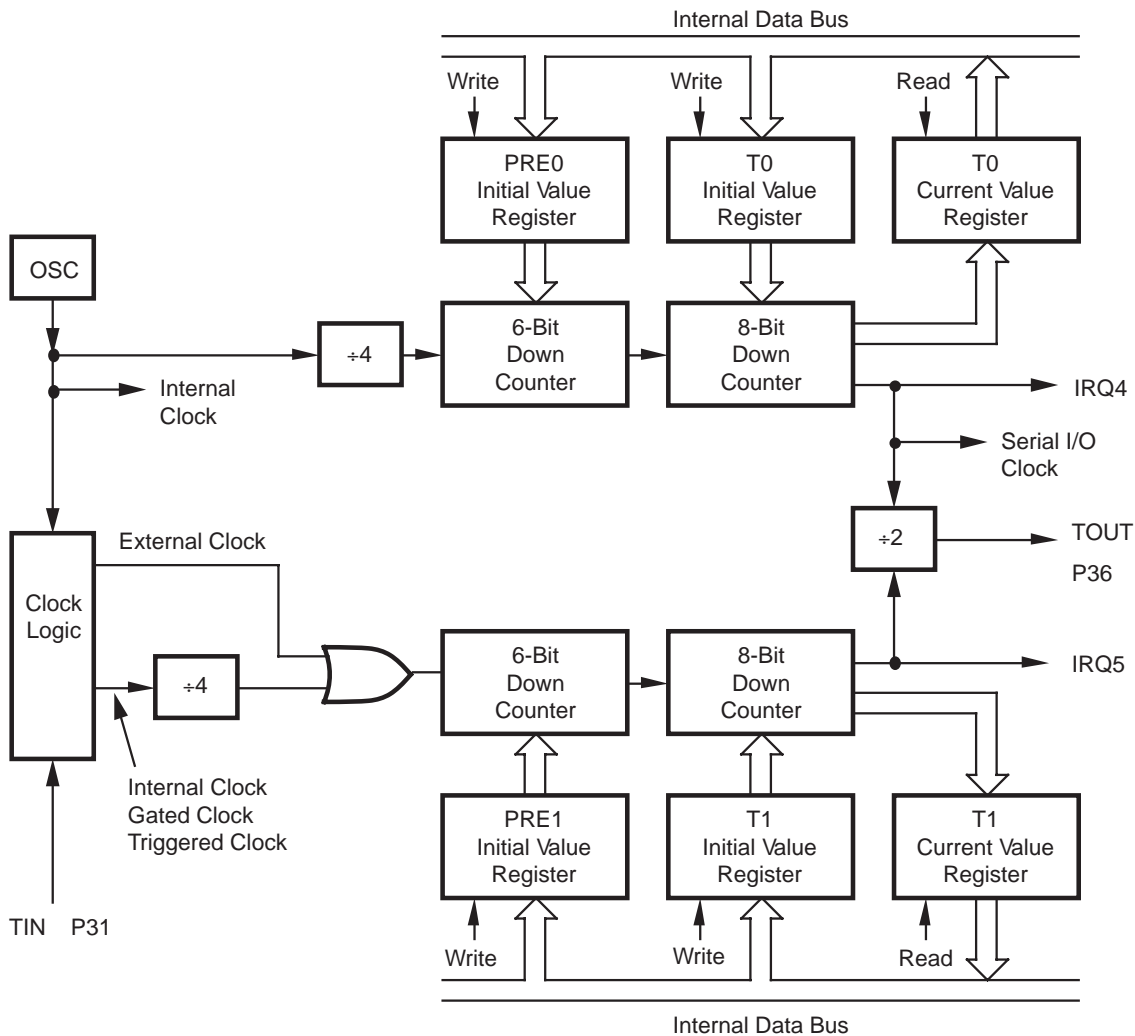 Internal Data Bus
Write
Write
Read
PRE0
Initial Value
Register
T0
Initial Value
Register
T0
Current Value
Register
OSC
÷4
6-Bit
Down
Counter
8-Bit
Down
Counter
Internal
Clock
IRQ4
Serial I/O
Clock
÷2
TOUT
P36
External Clock
Clock
Logic
÷4
6-Bit
Down
Counter
8-Bit
Down
Counter
IRQ5
Internal Clock
Gated Clock
Triggered Clock
PRE1
Initial Value
Register
T1
Initial Value
Register
T1
Current Value
Register
TIN P31
Write
Write
Read
Internal Data Bus